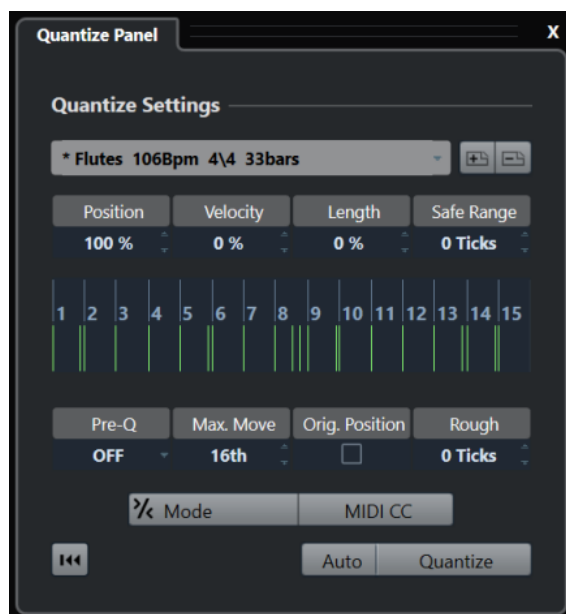 Quantize Panel X
Quantize Settings
* Flutes 106Bpm 4\4 33bars
Position Velocity Length Safe Range
100 % 0 % 0 % 0 Ticks
1 2 3 4 5 6 7 8 9 10 11 12 13 14 15
Pre-Q Max. Move Orig. Position Rough
OFF 16th 0 Ticks
Mode MIDI CC
Auto Quantize